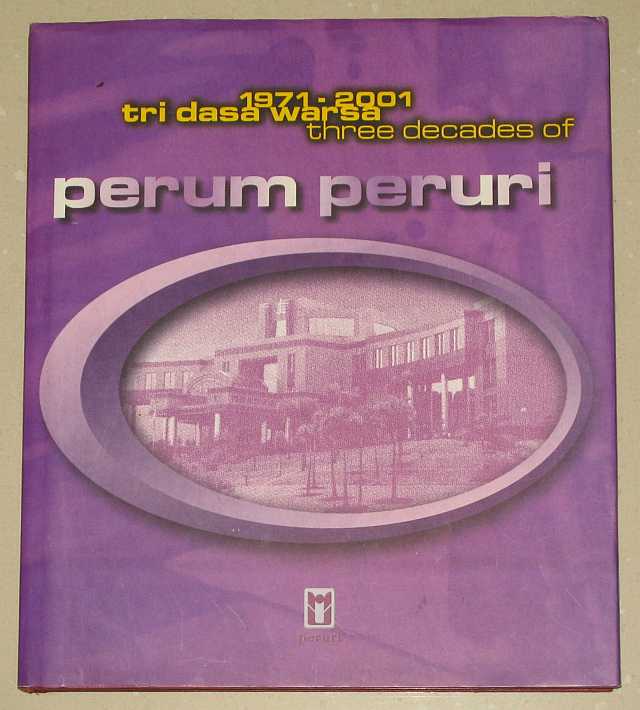 1971 - 2001
tri dasa warsa
three decades of
perum peruri
peruri